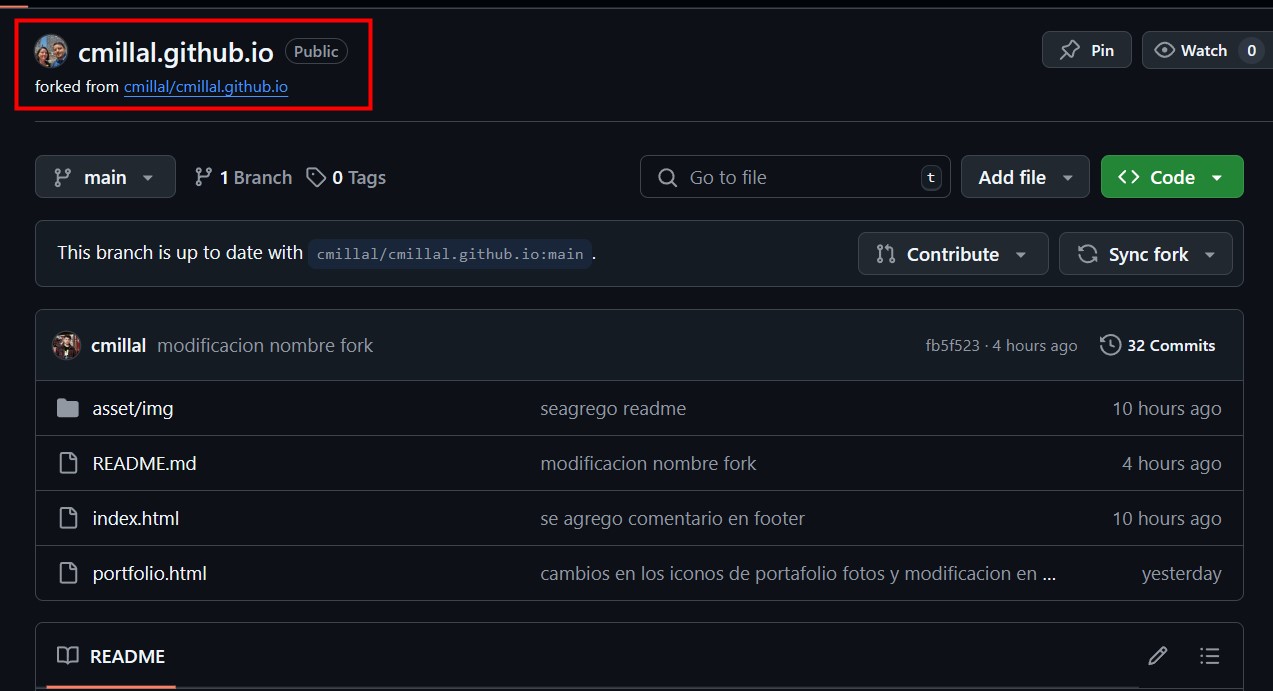 cmillal.github.io Public
Pin
Watch 0
forked from cmillal/cmillal.github.io
main
1 Branch
0 Tags
Go to file t
Add file
Code
This branch is up to date with cmillal/cmillal.github.io:main .
Contribute
Sync fork
cmillal modificacion nombre fork fb5f523 · 4 hours ago 32 Commits
asset/img seagrego readme 10 hours ago
README.md modificacion nombre fork 4 hours ago
index.html se agrego comentario en footer 10 hours ago
portfolio.html cambios en los iconos de portafolio fotos y modificacion en ... yesterday
README